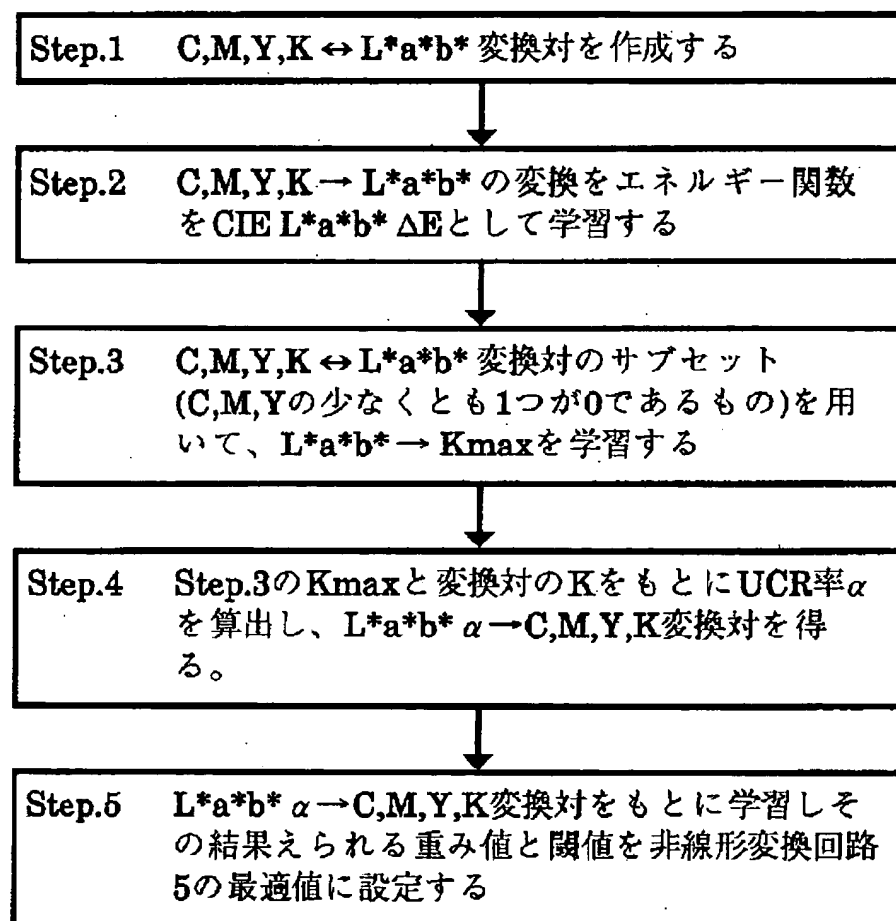 Step.1 C,M,Y,K ↔ L*a*b* 変換対を作成する
Step.2 C,M,Y,K → L*a*b* の変換をエネルギー関数
をCIE L*a*b* ΔEとして学習する
Step.3 C,M,Y,K ↔ L*a*b* 変換対のサブセット
(C,M,Yの少なくとも1つが0であるもの)を用
いて、L*a*b* → Kmaxを学習する
Step.4 Step.3のKmaxと変換対のKをもとにUCR率α
を算出し、L*a*b* α→C,M,Y,K変換対を得
る。
Step.5 L*a*b* α→C,M,Y,K変換対をもとに学習しそ
の結果えられる重み値と閾値を非線形変換回路
5の最適値に設定する